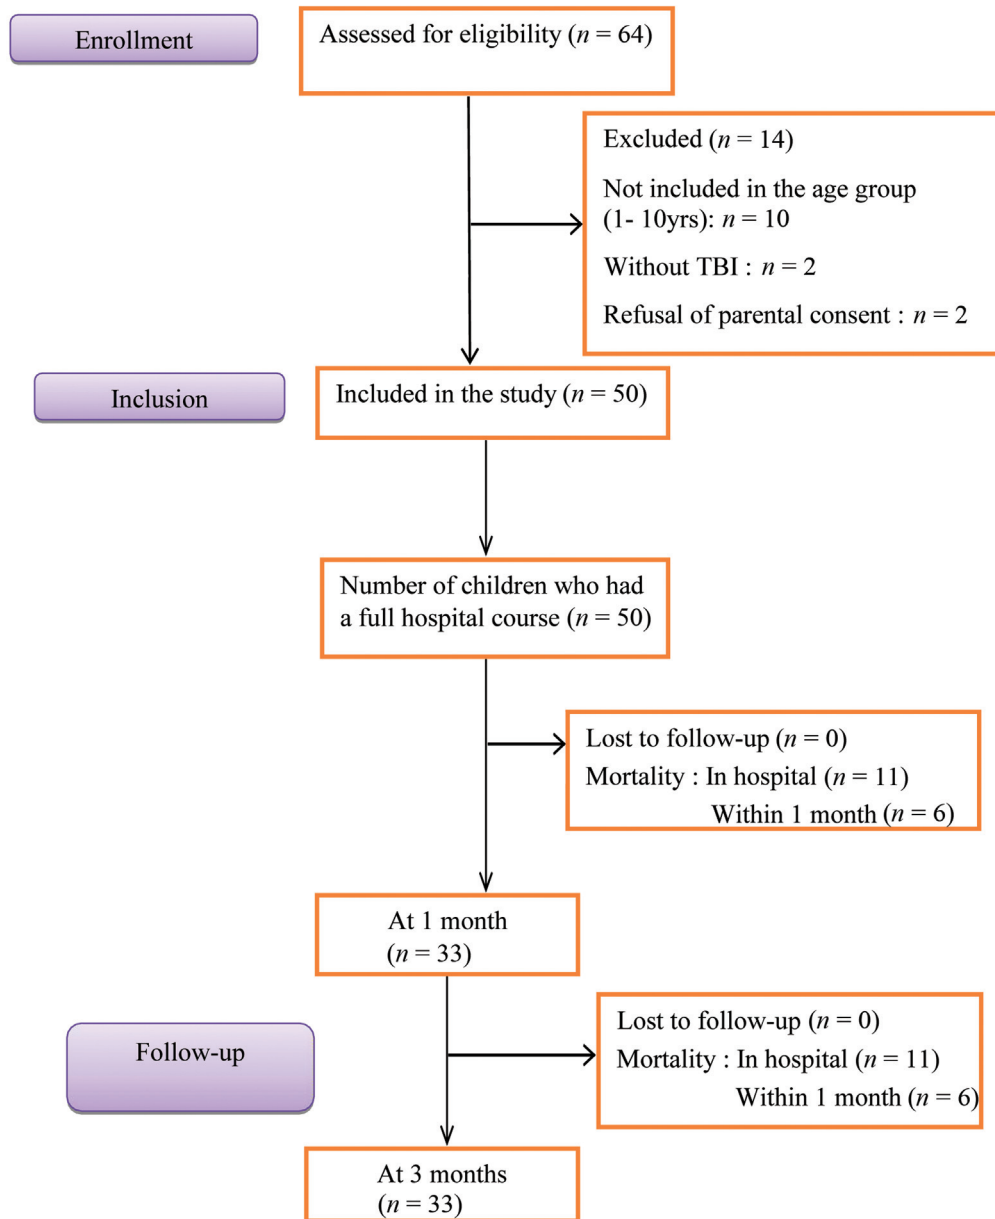 Enrollment
Assessed for eligibility (n = 64)
Excluded (n = 14)
Not included in the age group
(1- 10yrs): n = 10
Without TBI : n = 2
Refusal of parental consent : n = 2
Inclusion
Included in the study (n = 50)
Number of children who had
a full hospital course (n = 50)
Lost to follow-up (n = 0)
Mortality : In hospital (n = 11)
Within 1 month (n = 6)
At 1 month
(n = 33)
Follow-up
Lost to follow-up (n = 0)
Mortality : In hospital (n = 11)
Within 1 month (n = 6)
At 3 months
(n = 33)